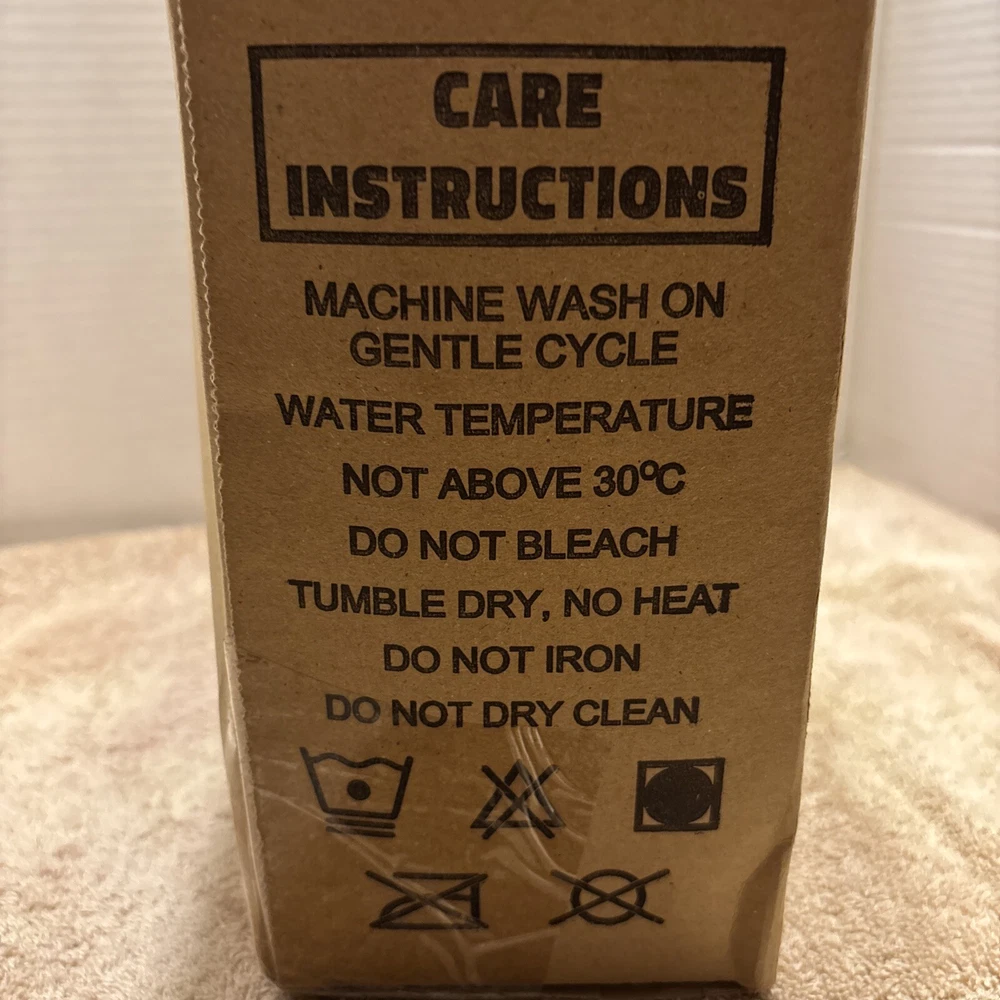 CARE
INSTRUCTIONS
MACHINE WASH ON
GENTLE CYCLE
WATER TEMPERATURE
NOT ABOVE 30ºC
DO NOT BLEACH
TUMBLE DRY, NO HEAT
DO NOT IRON
DO NOT DRY CLEAN